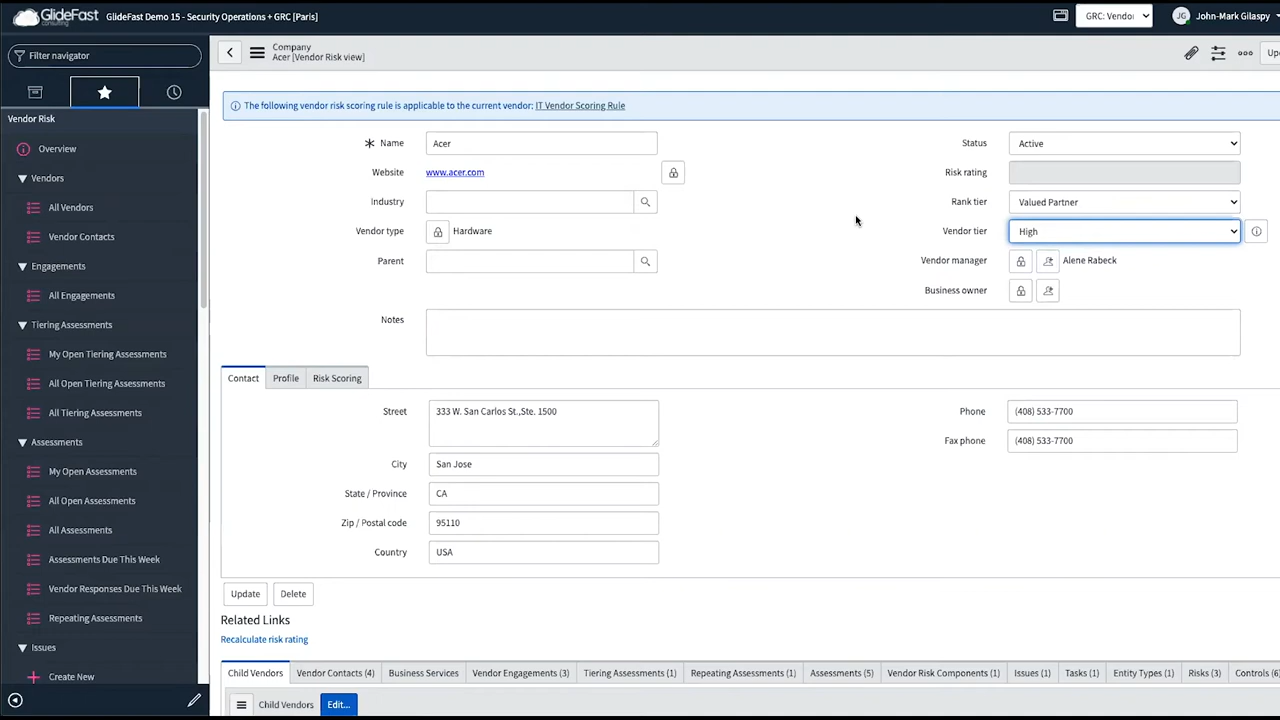 GlideFast
consulting
GlideFast Demo 15 - Security Operations + GRC [Paris]
GRC: Vendo
JG
John-Mark Gilaspy
Filter navigator
Vendor Risk
Overview
Vendors
All Vendors
Vendor Contacts
Engagements
All Engagements
Tiering Assessments
My Open Tiering Assessments
All Open Tiering Assessments
All Tiering Assessments
Assessments
My Open Assessments
All Open Assessments
All Assessments
Assessments Due This Week
Vendor Responses Due This Week
Repeating Assessments
Issues
Create New
Company
Acer [Vendor Risk view]
Up
The following vendor risk scoring rule is applicable to the current vendor: IT Vendor Scoring Rule
Name
Acer
Website
www.acer.com
Industry
Vendor type
Hardware
Parent
Status
Active
Risk rating
Rank tier
Valued Partner
Vendor tier
High
Vendor manager
Alene Rabeck
Business owner
Notes
Contact
Profile
Risk Scoring
Street
333 W. San Carlos St.,Ste. 1500
City
San Jose
State / Province
CA
Zip / Postal code
95110
Country
USA
Phone
(408) 533-7700
Fax phone
(408) 533-7700
Update
Delete
Related Links
Recalculate risk rating
Child Vendors
Vendor Contacts (4)
Business Services
Vendor Engagements (3)
Tiering Assessments (1)
Repeating Assessments (1)
Assessments (5)
Vendor Risk Components (1)
Issues (1)
Tasks (1)
Entity Types (1)
Risks (3)
Controls (6)
Child Vendors
Edit...